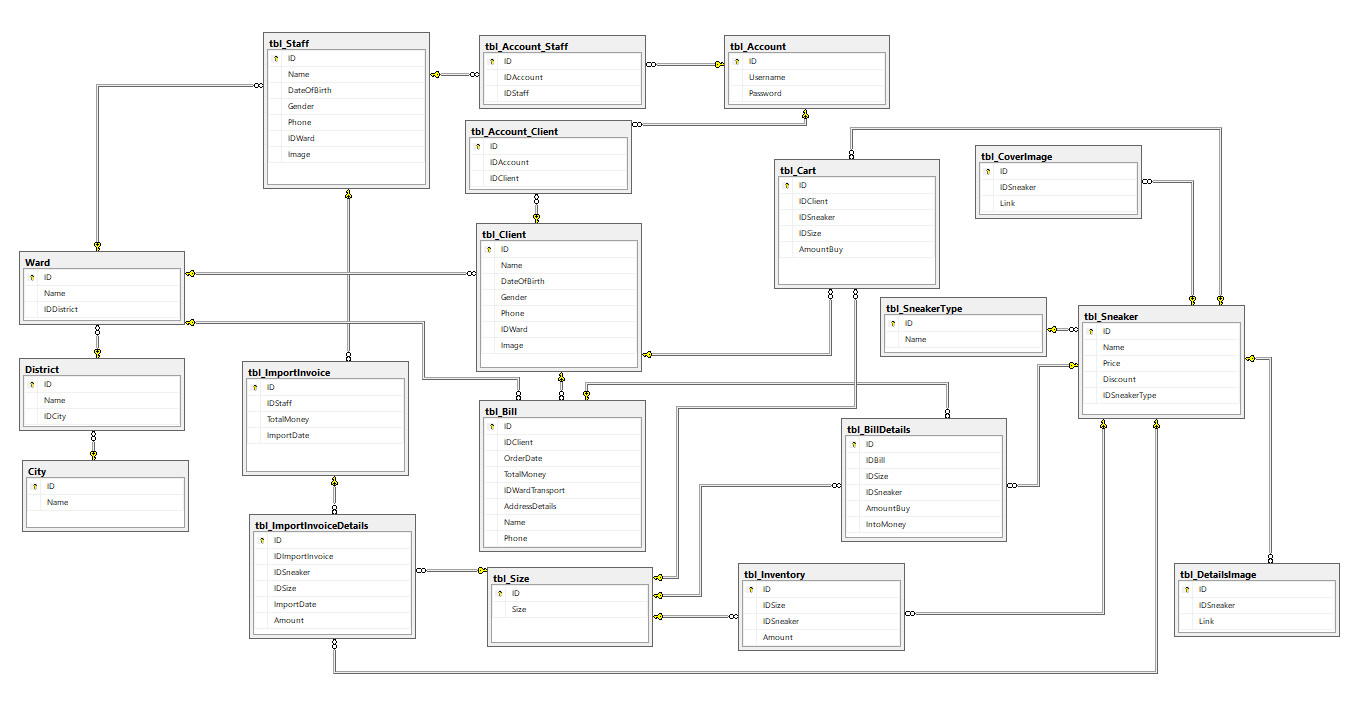 tbl_Staff
ID
Name
DateOfBirth
Gender
Phone
IDWard
Image
tbl_Account_Staff
ID
IDAccount
IDStaff
tbl_Account
ID
Username
Password
tbl_Account_Client
ID
IDAccount
IDClient
tbl_Cart
ID
IDClient
IDSneaker
IDSize
AmountBuy
tbl_CoverImage
ID
IDSneaker
Link
Ward
ID
Name
IDDistrict
tbl_Client
ID
Name
DateOfBirth
Gender
Phone
IDWard
Image
tbl_SneakerType
ID
Name
tbl_Sneaker
ID
Name
Price
Discount
IDSneakerType
District
ID
Name
IDCity
tbl_ImportInvoice
ID
IDStaff
TotalMoney
ImportDate
tbl_Bill
ID
IDClient
OrderDate
TotalMoney
IDWardTransport
AddressDetails
Name
Phone
tbl_BillDetails
ID
IDBill
IDSize
IDSneaker
AmountBuy
IntoMoney
City
ID
Name
tbl_ImportInvoiceDetails
ID
IDImportInvoice
IDSneaker
IDSize
ImportDate
Amount
tbl_Size
ID
Size
tbl_Inventory
ID
IDSize
IDSneaker
Amount
tbl_DetailsImage
ID
IDSneaker
Link